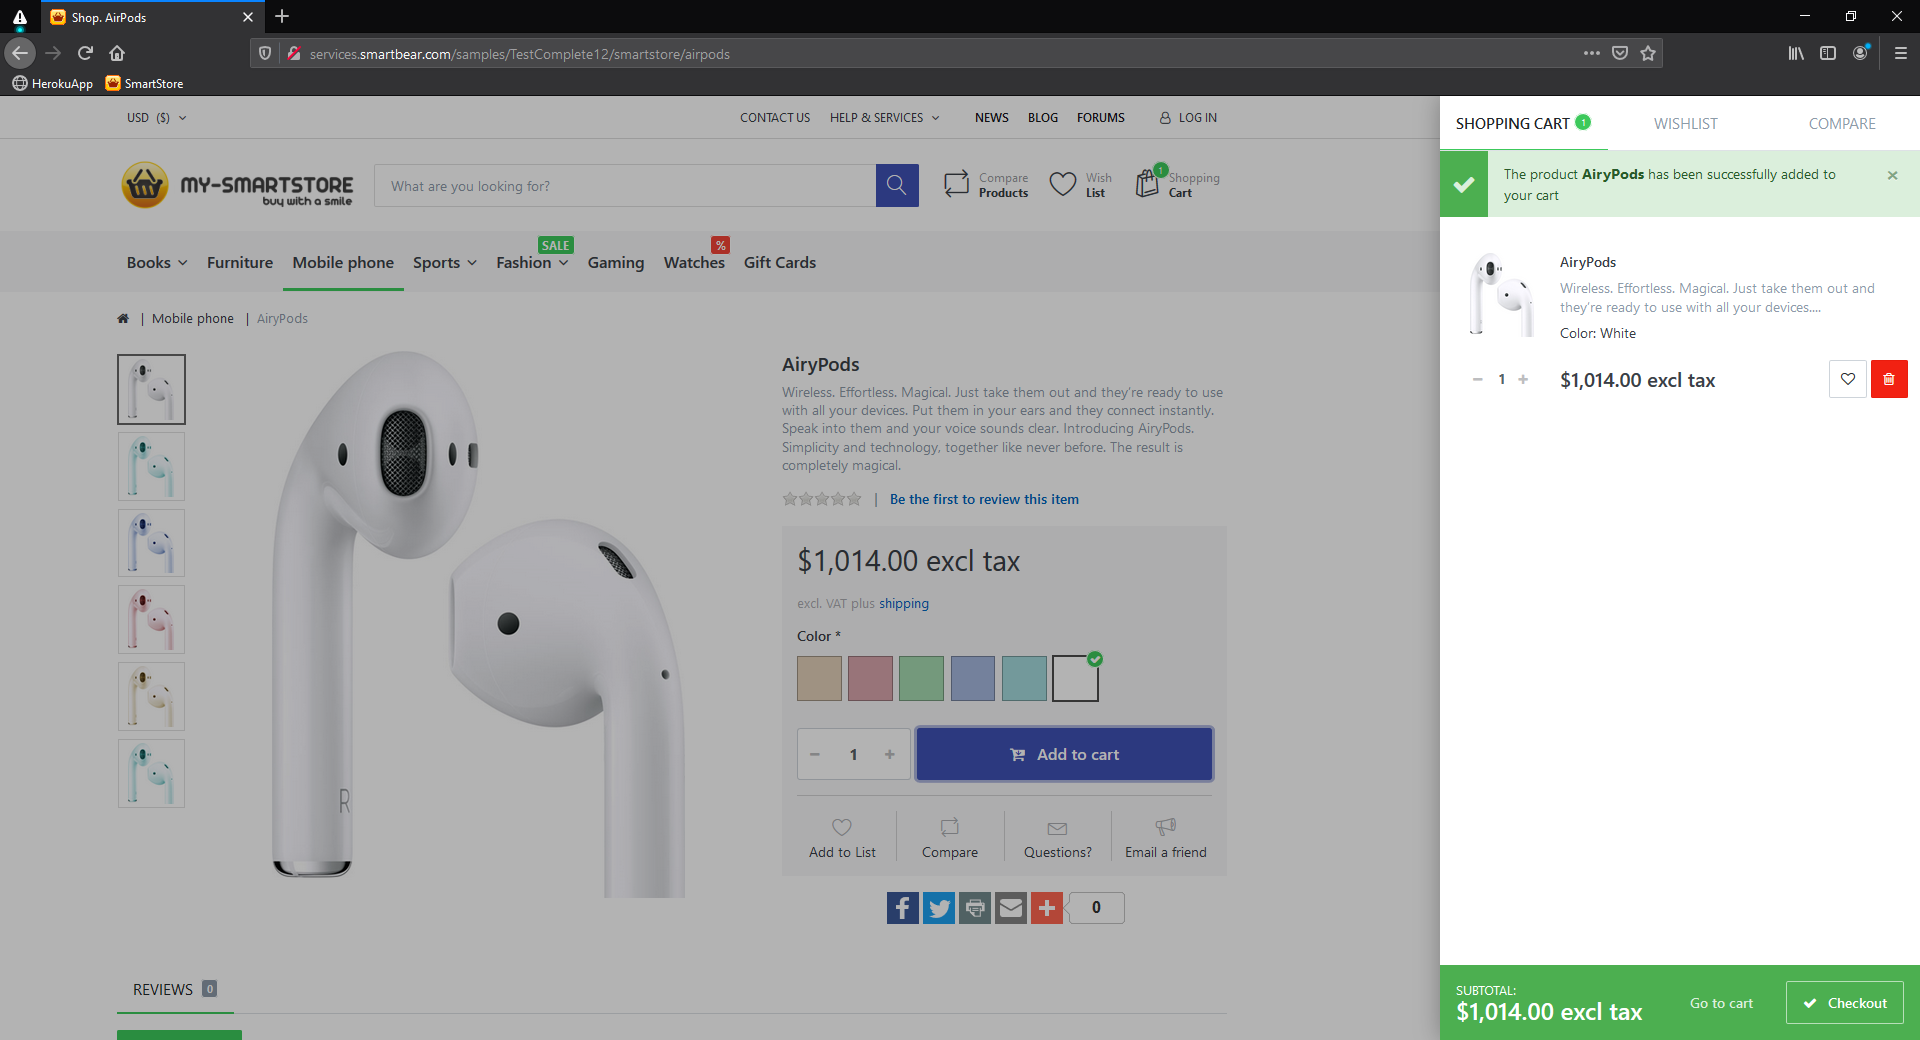 Shop. AirPods
services.smartbear.com/samples/TestComplete12/smartstore/airpods
HerokuApp
SmartStore
USD ($)
CONTACT US
HELP & SERVICES
NEWS
BLOG
FORUMS
LOG IN
MY-SMARTSTORE
buy with a smile
What are you looking for?
Compare
Products
Wish
List
1
Shopping
Cart
SALE
%
Books
Furniture
Mobile phone
Sports
Fashion
Gaming
Watches
Gift Cards
| Mobile phone | AiryPods
R
AiryPods
Wireless. Effortless. Magical. Just take them out and they're ready to use
with all your devices. Put them in your ears and they connect instantly.
Speak into them and your voice sounds clear. Introducing AiryPods.
Simplicity and technology, together like never before. The result is
completely magical.
| Be the first to review this item
$1,014.00 excl tax
excl. VAT plus shipping
Color *
− 1 +
Add to cart
Add to List
Compare
Questions?
Email a friend
0
REVIEWS 0
SHOPPING CART 1
WISHLIST
COMPARE
The product AiryPods has been successfully added to
your cart
×
AiryPods
Wireless. Effortless. Magical. Just take them out and
they're ready to use with all your devices....
Color: White
− 1 +
$1,014.00 excl tax
SUBTOTAL:
$1,014.00 excl tax
Go to cart
Checkout